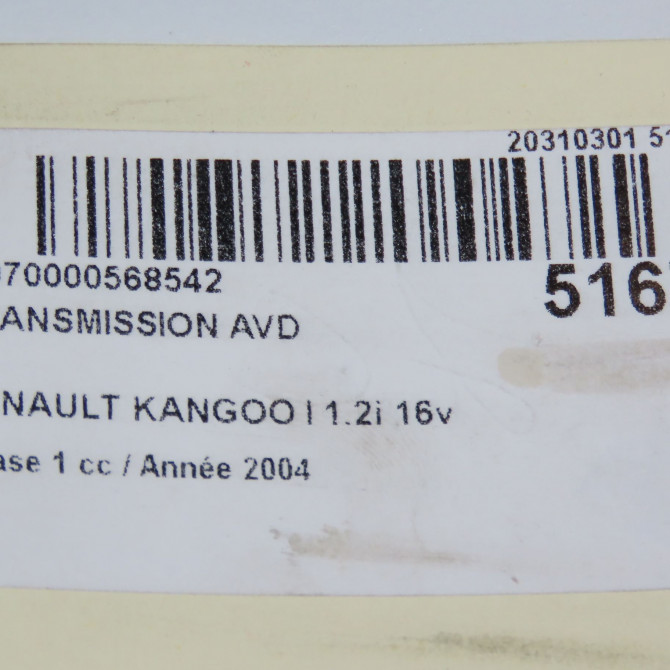 20310301 51
070000568542
516
ANSMISSION AVD
NAULT KANGOO I 1.2i 16v
ase 1 cc / Année 2004